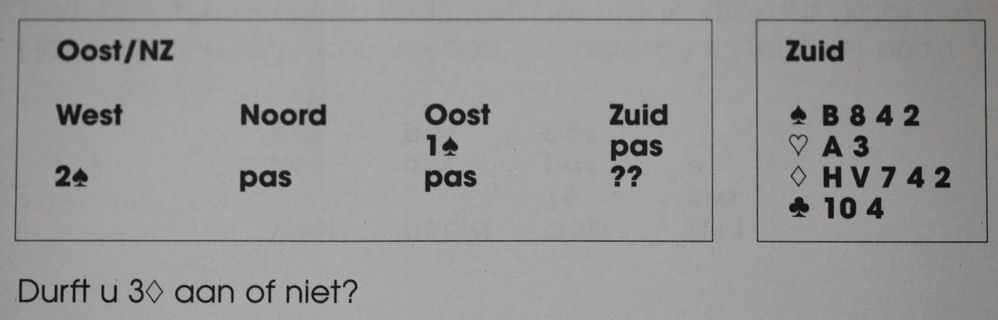 Oost/NZ
West Noord Oost Zuid
1♠ pas
2♠ pas pas ??
Zuid
♠ B 8 4 2
♡ A 3
♢ H V 7 4 2
♣ 10 4
Durft u 3♢ aan of niet?